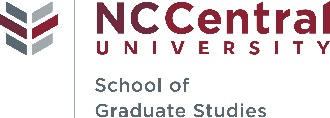 NCCentral
UNIVERSITY
School of
Graduate Studies